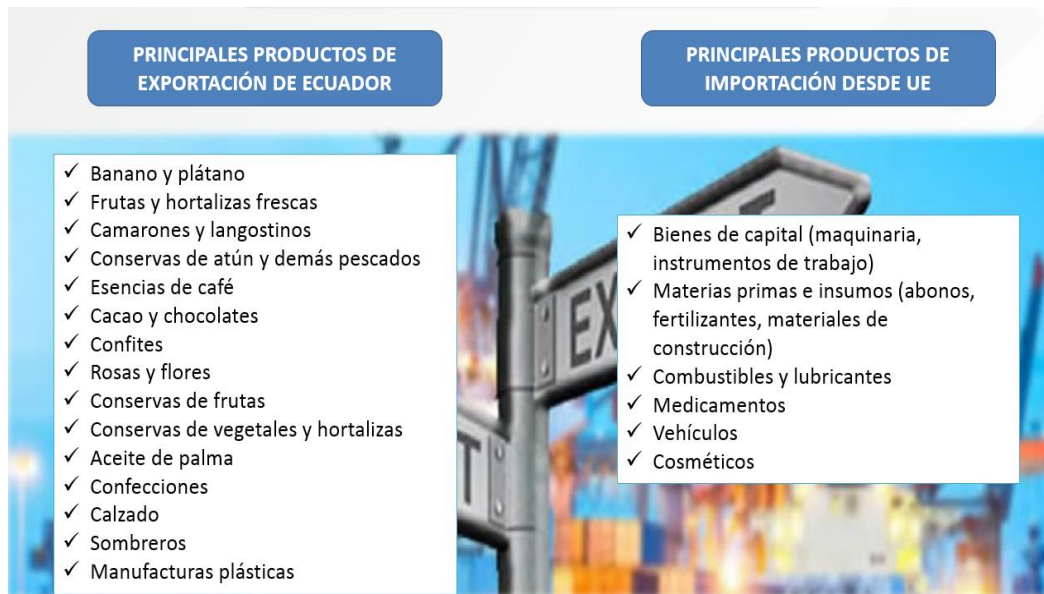 PRINCIPALES PRODUCTOS DE
EXPORTACIÓN DE ECUADOR
✓ Banano y plátano
✓ Frutas y hortalizas frescas
✓ Camarones y langostinos
✓ Conservas de atún y demás pescados
✓ Esencias de café
✓ Cacao y chocolates
✓ Confites
✓ Rosas y flores
✓ Conservas de frutas
✓ Conservas de vegetales y hortalizas
✓ Aceite de palma
✓ Confecciones
✓ Calzado
✓ Sombreros
✓ Manufacturas plásticas
PRINCIPALES PRODUCTOS DE
IMPORTACIÓN DESDE UE
✓ Bienes de capital (maquinaria,
instrumentos de trabajo)
✓ Materias primas e insumos (abonos,
fertilizantes, materiales de
construcción)
✓ Combustibles y lubricantes
✓ Medicamentos
✓ Vehículos
✓ Cosméticos
EX
T